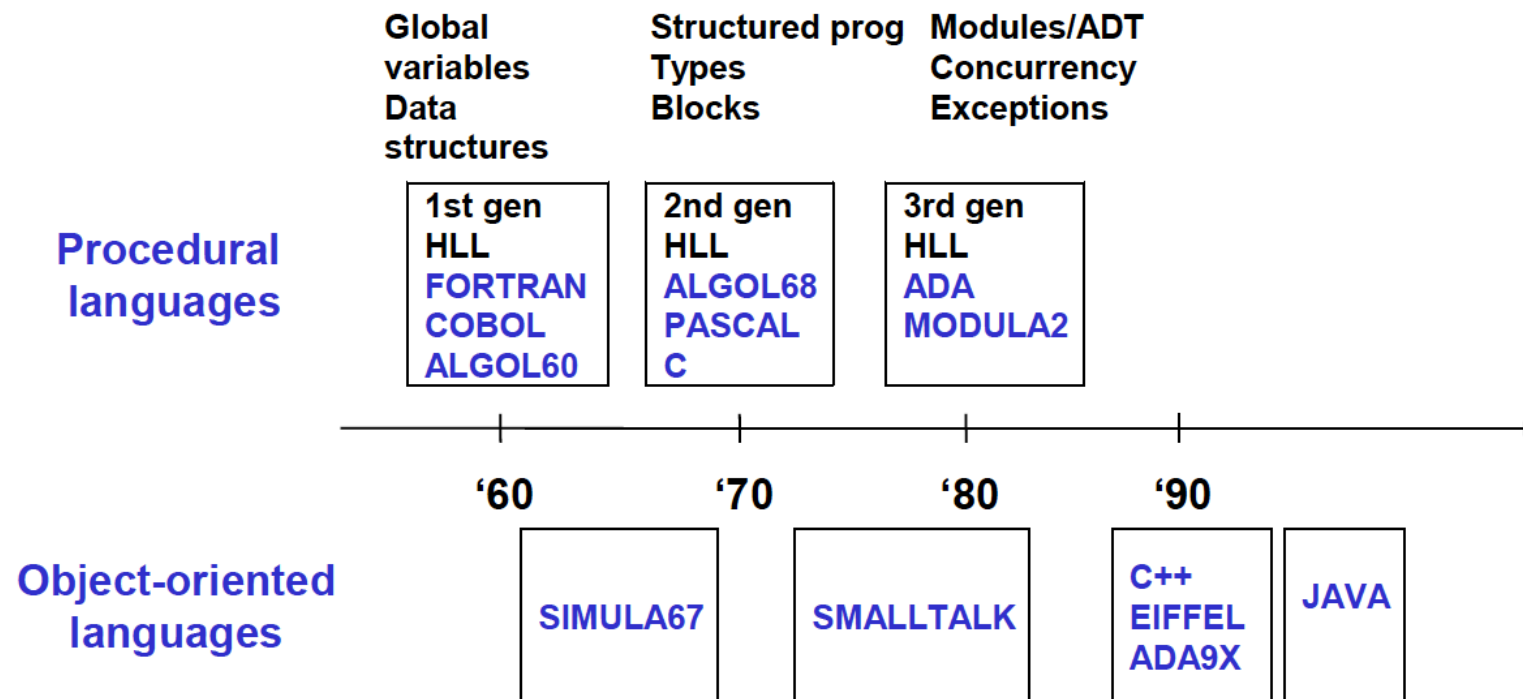 Global
variables
Data
structures
Structured prog
Types
Blocks
Modules/ADT
Concurrency
Exceptions
Procedural
languages
1st gen
HLL
FORTRAN
COBOL
ALGOL60
2nd gen
HLL
ALGOL68
PASCAL
C
3rd gen
HLL
ADA
MODULA2
‘60
‘70
‘80
‘90
Object-oriented
languages
SIMULA67
SMALLTALK
C++
EIFFEL
ADA9X
JAVA